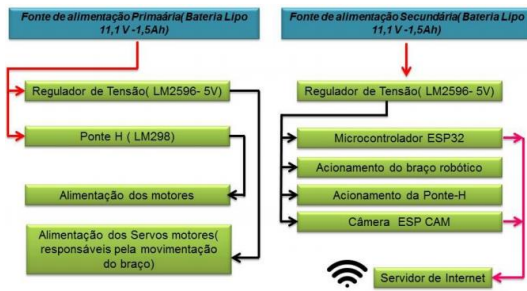 Fonte de alimentação Primaária( Bateria Lipo
11,1 V -1,5Ah)
Regulador de Tensão( LM2596- 5V)
Ponte H ( LM298)
Alimentação dos motores
Alimentação dos Servos motores(
responsáveis pela movimentação
do braço)
Fonte de alimentação Secundária( Bateria Lipo
11,1 V -1,5Ah)
Regulador de Tensão( LM2596- 5V)
Microcontrolador ESP32
Acionamento do braço robótico
Acionamento da Ponte-H
Câmera ESP CAM
Servidor de Internet